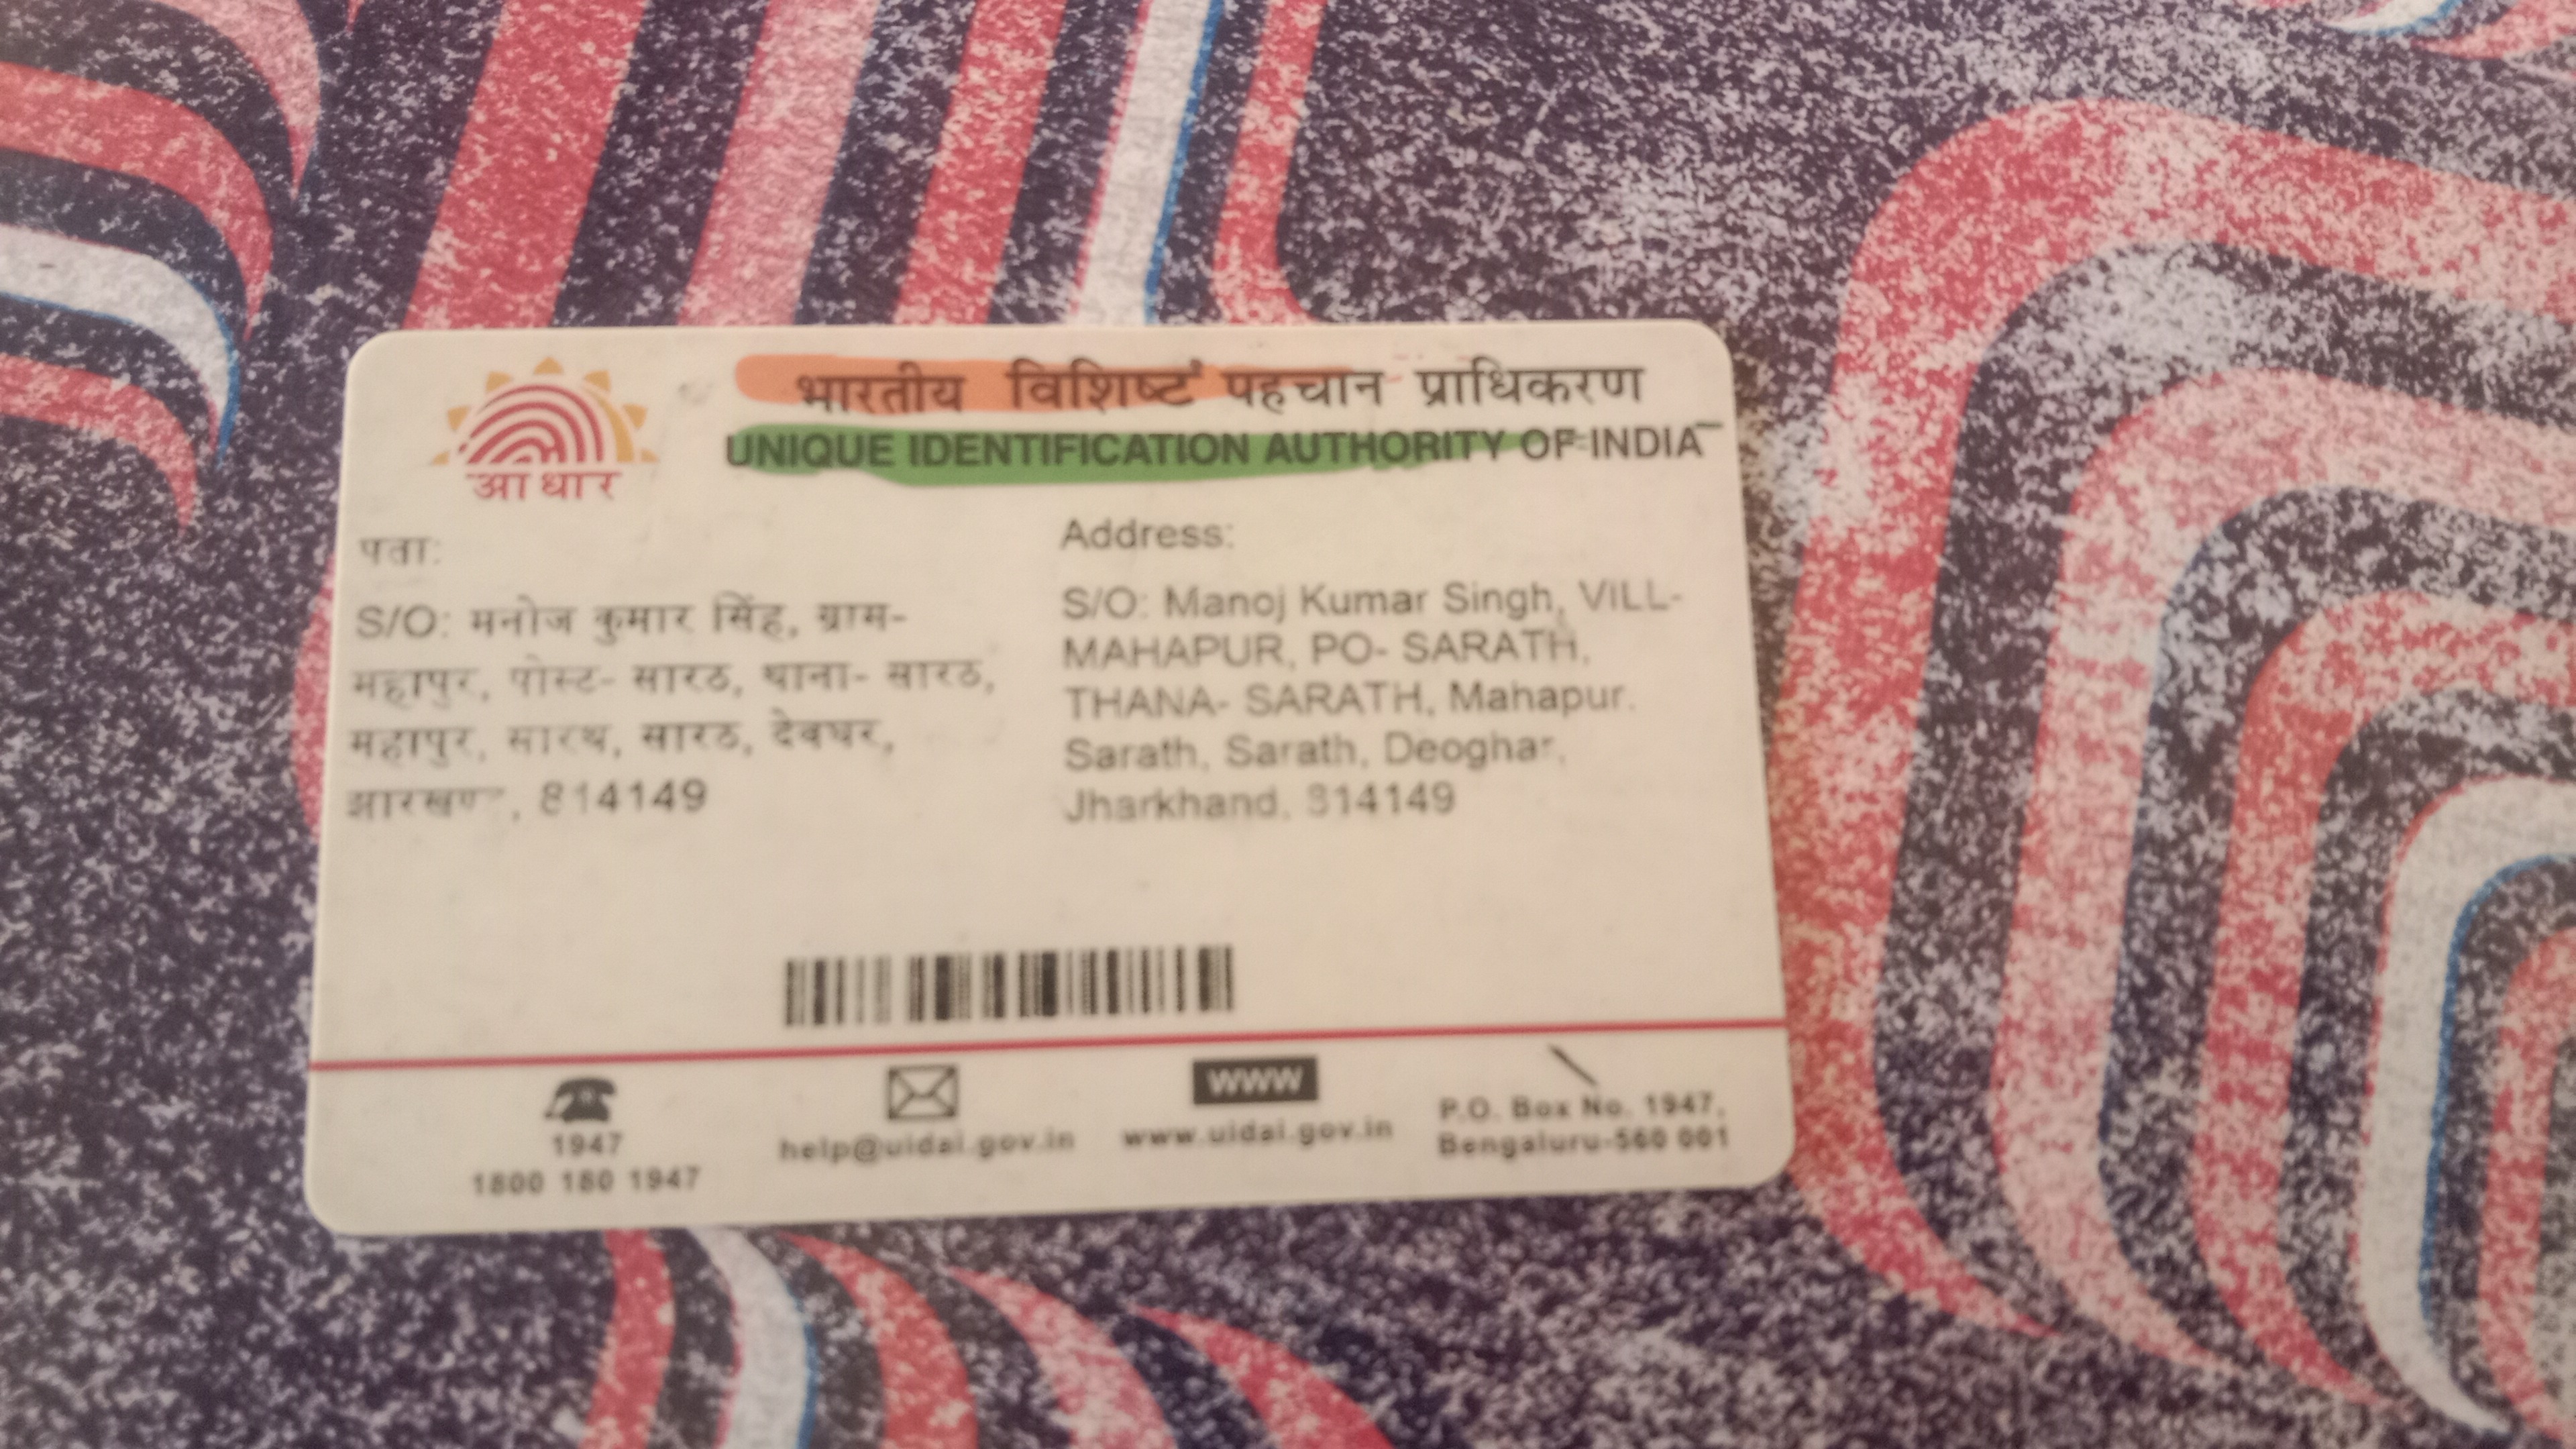 आधार
भारतीय विशिष्ट पहचान प्राधिकरण
UNIQUE IDENTIFICATION AUTHORITY OF INDIA
पता:
S/O: मनोज कुमार सिंह, ग्राम-
महापुर, पोस्ट- सारठ, थाना- सारठ,
महापुर, सारथ, सारठ, देवघर,
झारखण्ड, 814149
Address:
S/O: Manoj Kumar Singh, VILL-
MAHAPUR, PO- SARATH,
THANA- SARATH, Mahapur.
Sarath, Sarath, Deoghar,
Jharkhand, 814149
1947
1800 180 1947
help@uidai.gov.in
WWW
www.uidai.gov.in
P.O. Box No. 1947,
Bengaluru-560 001